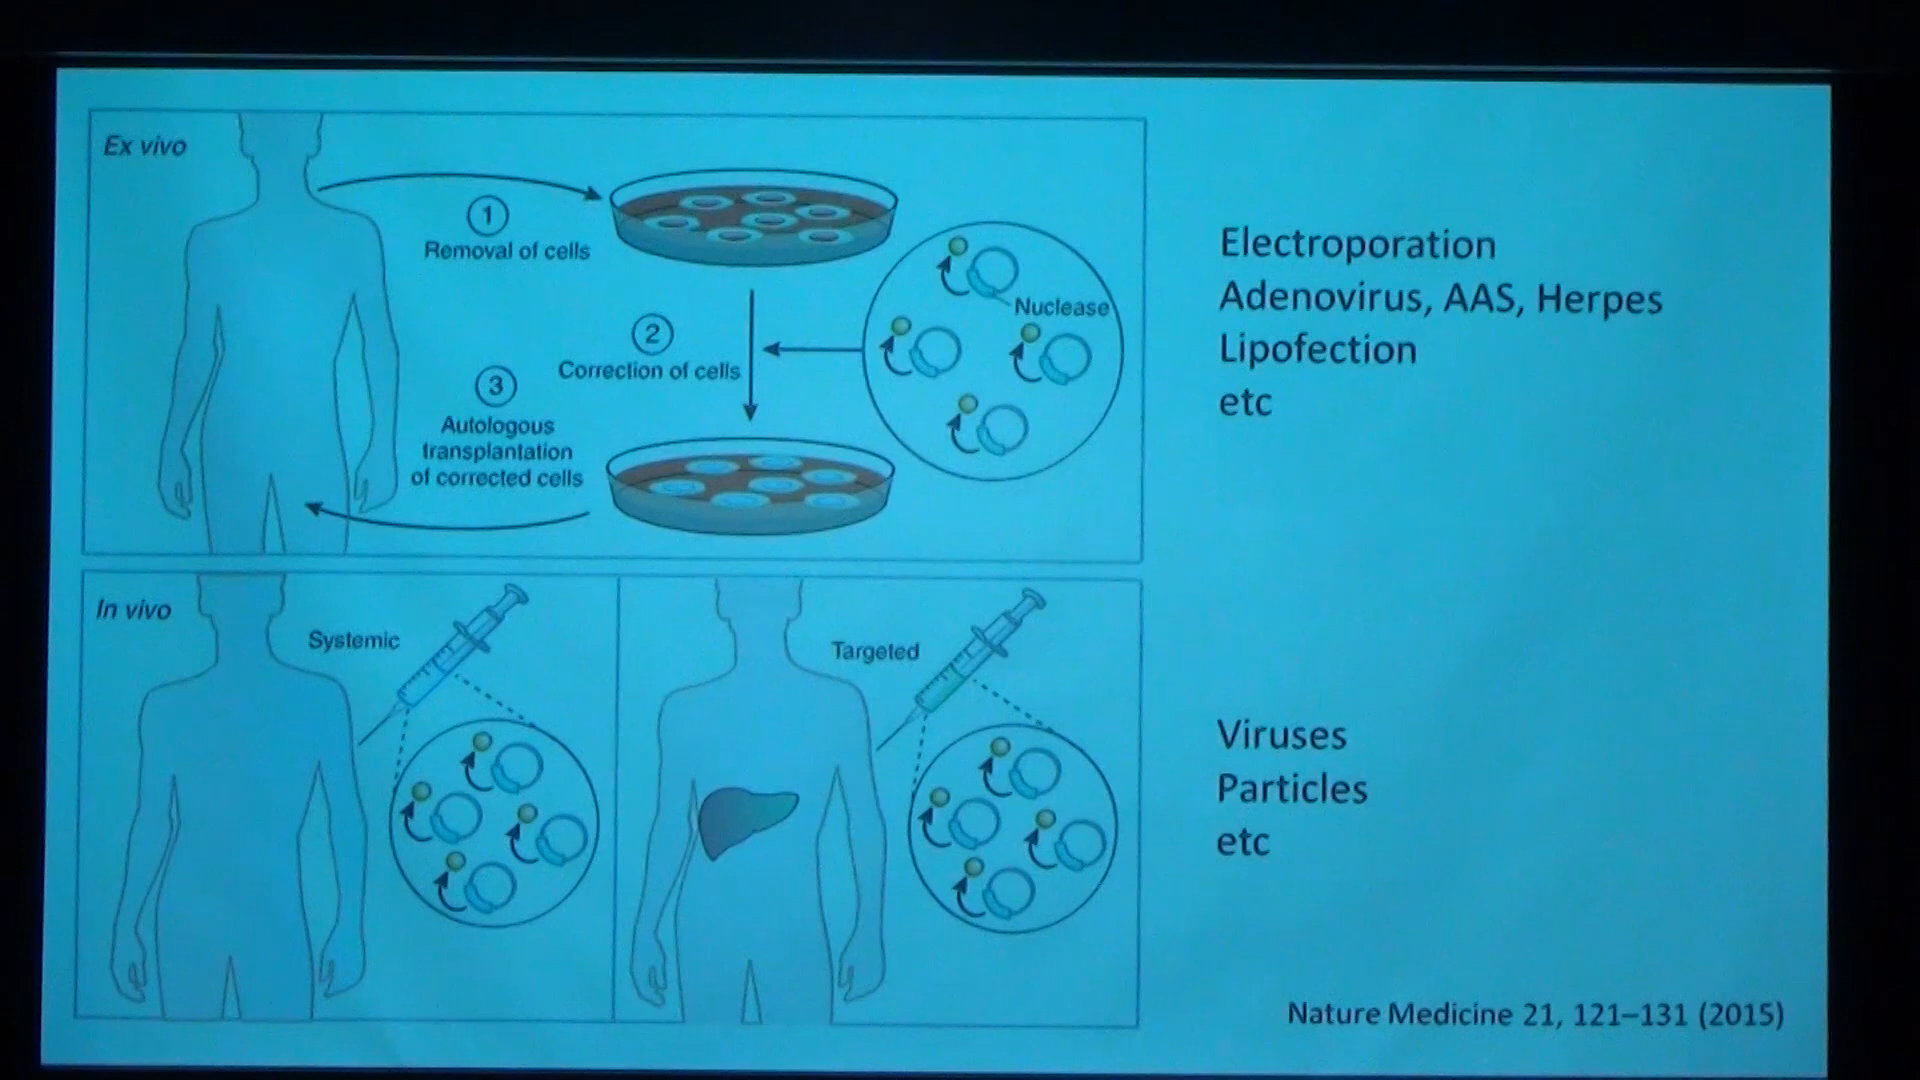 Ex vivo
1
Removal of cells
Nuclease
2
Correction of cells
3
Autologous
transplantation
of corrected cells
Electroporation
Adenovirus, AAS, Herpes
Lipofection
etc
In vivo
Systemic
Targeted
Viruses
Particles
etc
Nature Medicine 21, 121–131 (2015)